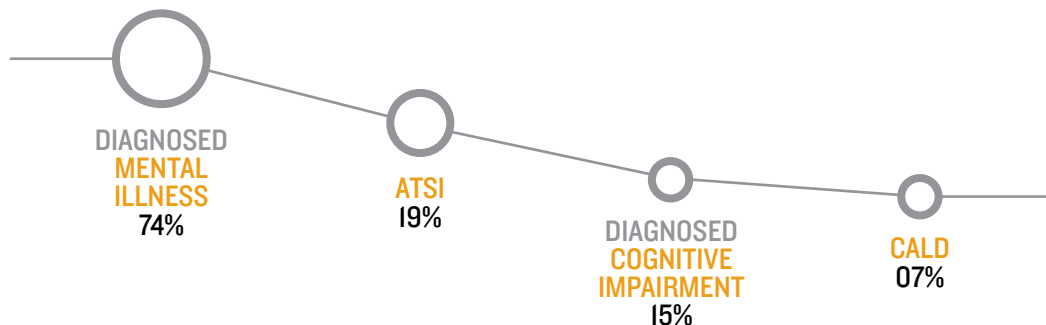 DIAGNOSED
MENTAL
ILLNESS
74%
ATSI
19%
DIAGNOSED
COGNITIVE
IMPAIRMENT
15%
CALD
07%